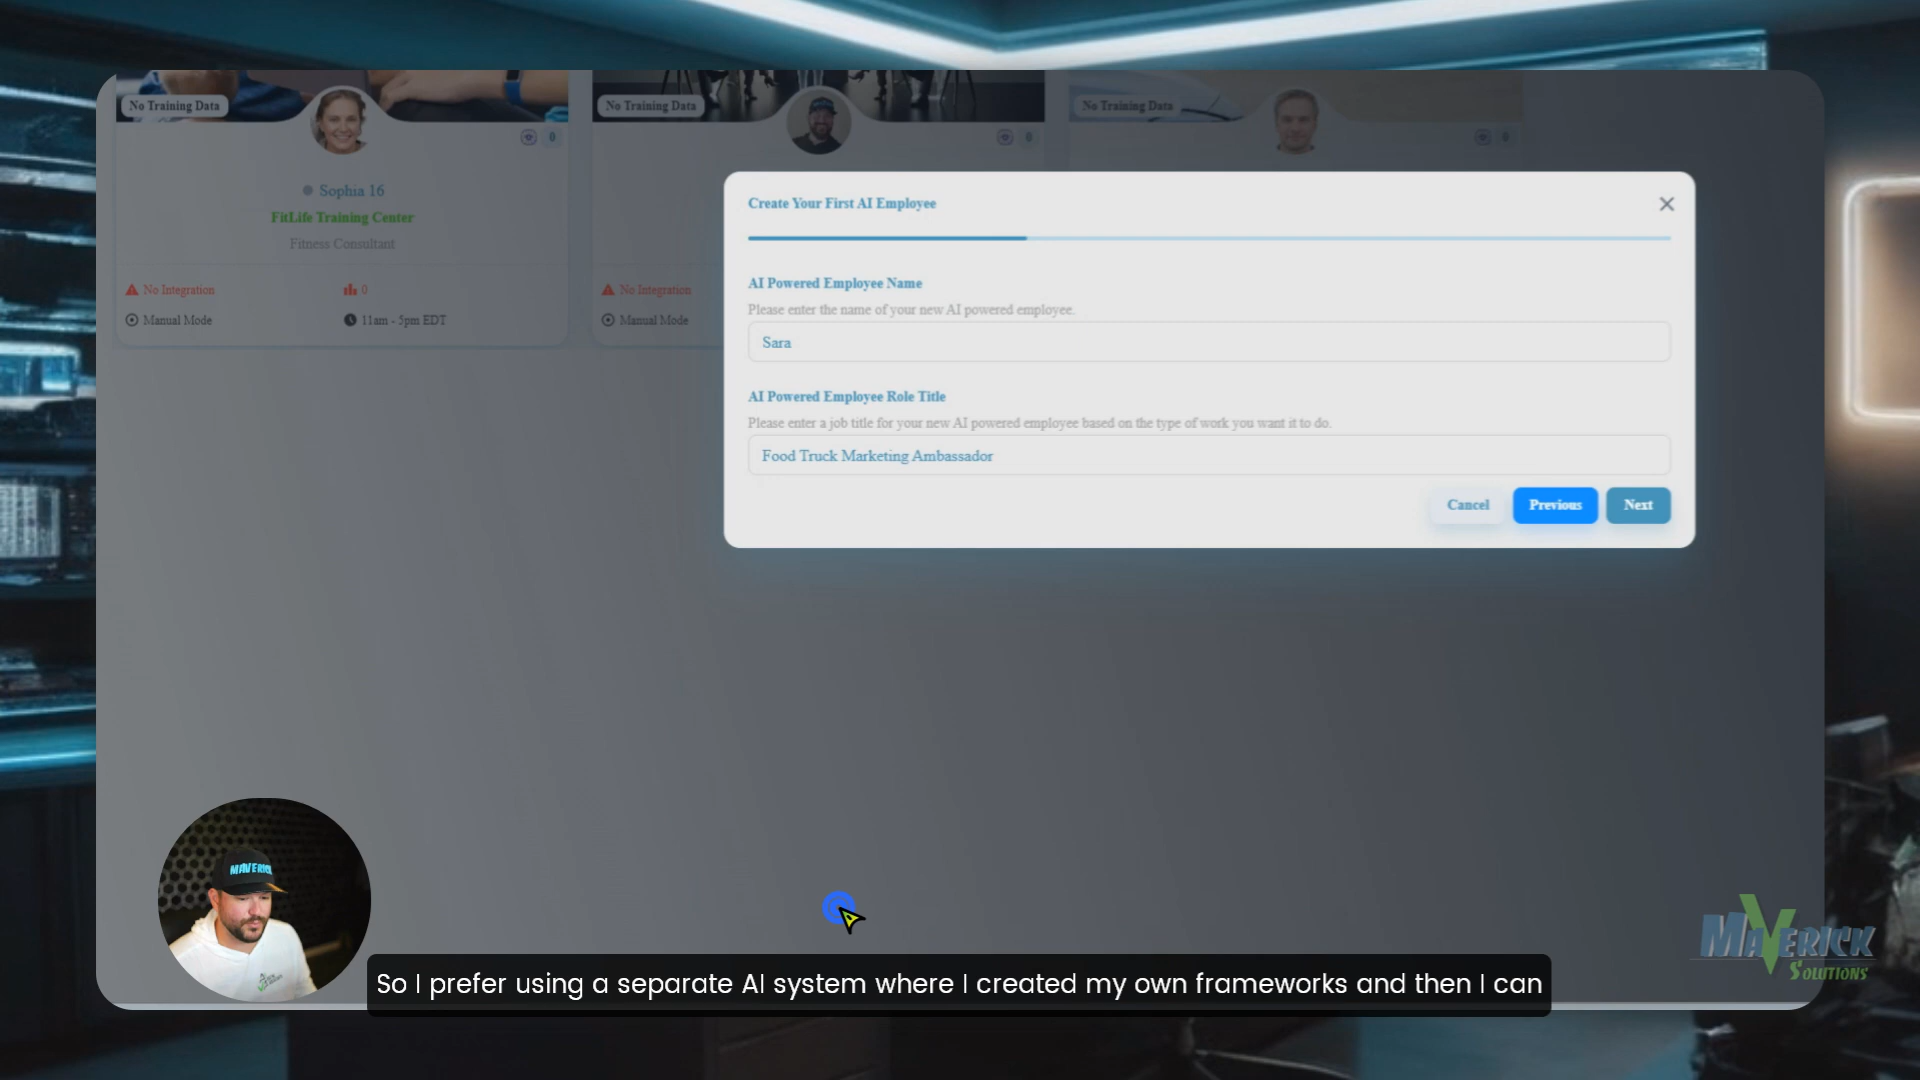 No Training Data
0
Sophia 16
FitLife Training Center
Fitness Consultant
No Integration
0
Manual Mode
11am - 5pm EDT
No Training Data
0
No Integration
Manual Mode
No Training Data
0
Create Your First AI Employee
AI Powered Employee Name
Please enter the name of your new AI powered employee.
Sara
AI Powered Employee Role Title
Please enter a job title for your new AI powered employee based on the type of work you want it to do.
Food Truck Marketing Ambassador
Cancel
Previous
Next
MAVERICK
MAVERICK
SOLUTIONS
So I prefer using a separate AI system where I created my own frameworks and then I can